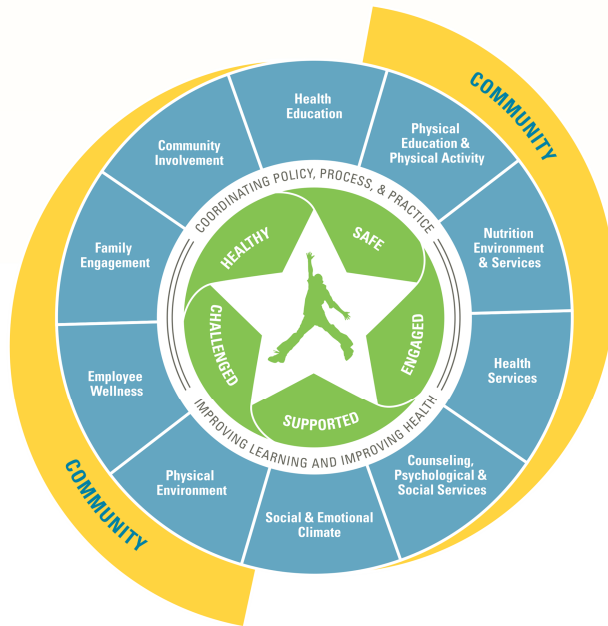 COMMUNITY
Health
Education
Physical
Education &
Physical Activity
Nutrition
Environment
& Services
Health
Services
Counseling,
Psychological &
Social Services
Social & Emotional
Climate
Physical
Environment
Employee
Wellness
Family
Engagement
Community
Involvement
COMMUNITY
COORDINATING POLICY, PROCESS, & PRACTICE
IMPROVING LEARNING AND IMPROVING HEALTH
HEALTHY
SAFE
ENGAGED
SUPPORTED
CHALLENGED